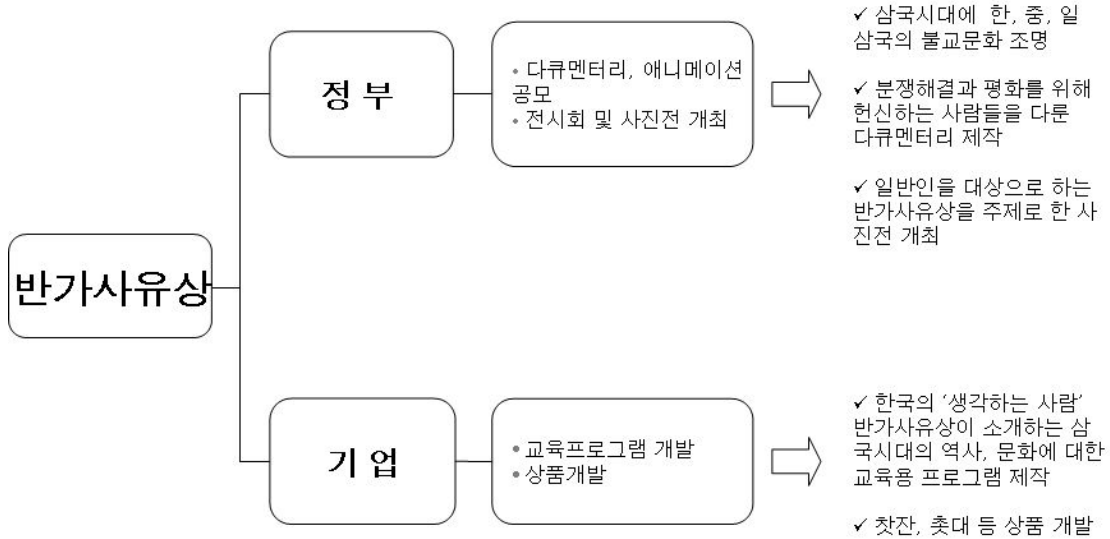 반가사유상
정 부
• 다큐멘터리, 애니메이션
공모
• 전시회 및 사진전 개최
✓ 삼국시대에 한, 중, 일
삼국의 불교문화 조명
✓ 분쟁해결과 평화를 위해
헌신하는 사람들을 다룬
다큐멘터리 제작
✓ 일반인을 대상으로 하는
반가사유상을 주제로 한 사
진전 개최
기 업
• 교육프로그램 개발
• 상품개발
✓ 한국의 ‘생각하는 사람’
반가사유상이 소개하는 삼
국시대의 역사, 문화에 대한
교육용 프로그램 제작
✓ 찻잔, 촛대 등 상품 개발